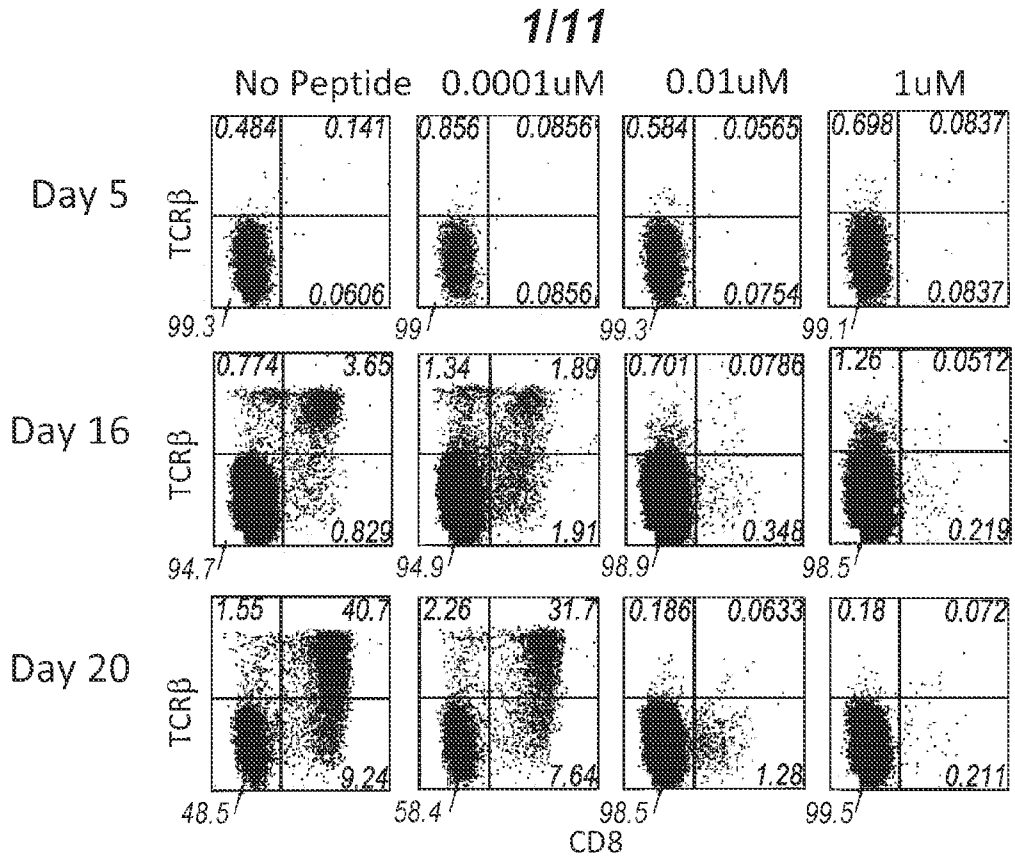 1/11
No Peptide 0.0001uM 0.01uM 1uM
Day 5
TCRβ
0.484 0.141 0.0606 99.3
0.856 0.0856 0.0856 99
0.584 0.0565 0.0754 99.3
0.698 0.0837 0.0837 99.1
Day 16
TCRβ
0.774 3.65 0.829 94.7
1.34 1.89 1.91 94.9
0.701 0.0786 0.348 98.9
1.26 0.0512 0.219 98.5
Day 20
TCRβ
1.55 40.7 9.24 48.5
2.26 31.7 7.64 58.4
0.186 0.0633 1.28 98.5
0.18 0.072 0.211 99.5
CD8